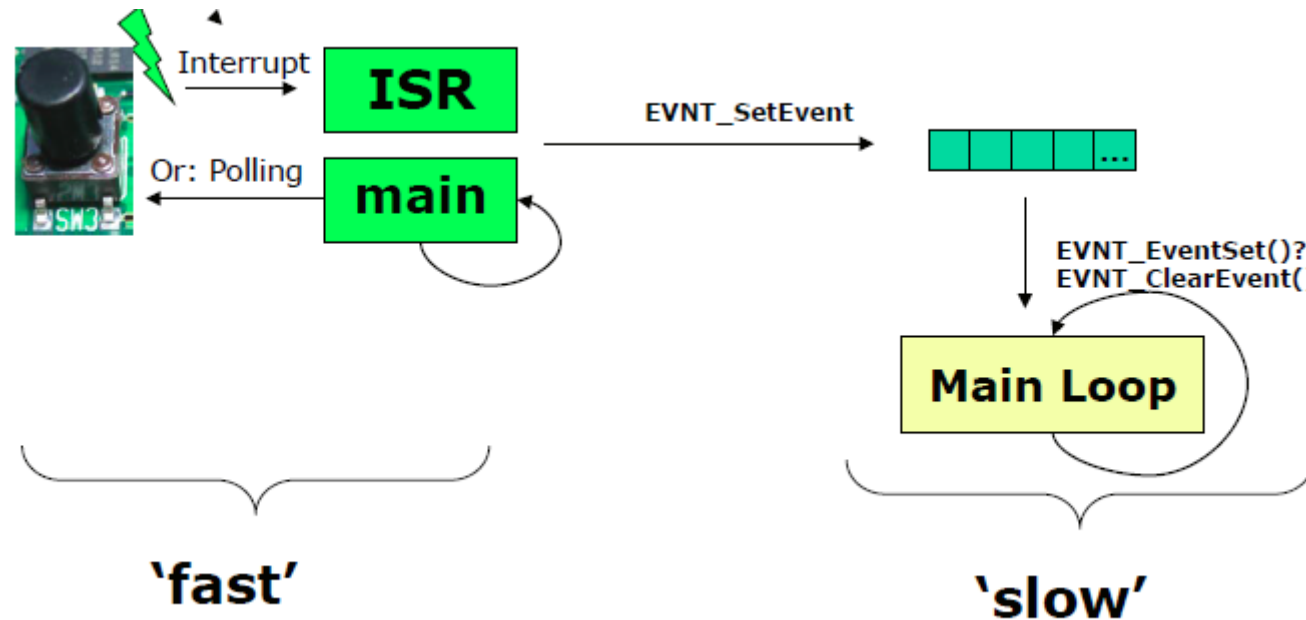 Interrupt
ISR
EVNT_SetEvent
...
Or: Polling
main
SW3
EVNT_EventSet()?
EVNT_ClearEvent(
Main Loop
‘fast’
‘slow’